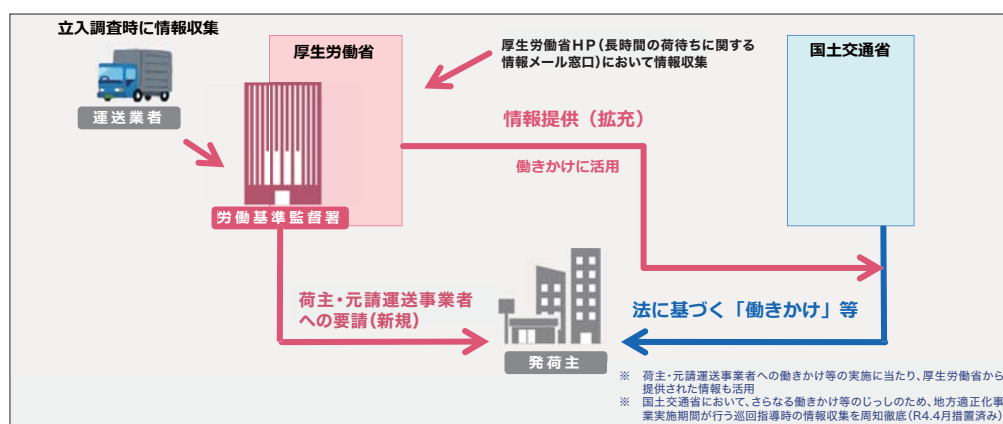 立入調査時に情報収集
運送業者
厚生労働省
労働基準監督署
厚生労働省HP（長時間の荷待ちに関する
情報メール窓口）において情報収集
国土交通省
情報提供（拡充）
働きかけに活用
荷主・元請運送事業者
への要請（新規）
発荷主
法に基づく「働きかけ」等
※ 荷主・元請運送事業者への働きかけ等の実施に当たり、厚生労働省から
提供された情報も活用
※ 国土交通省において、さらなる働きかけ等のじっしのため、地方適正化事
業実施期間が行う巡回指導時の情報収集を周知徹底（R4.4月措置済み）